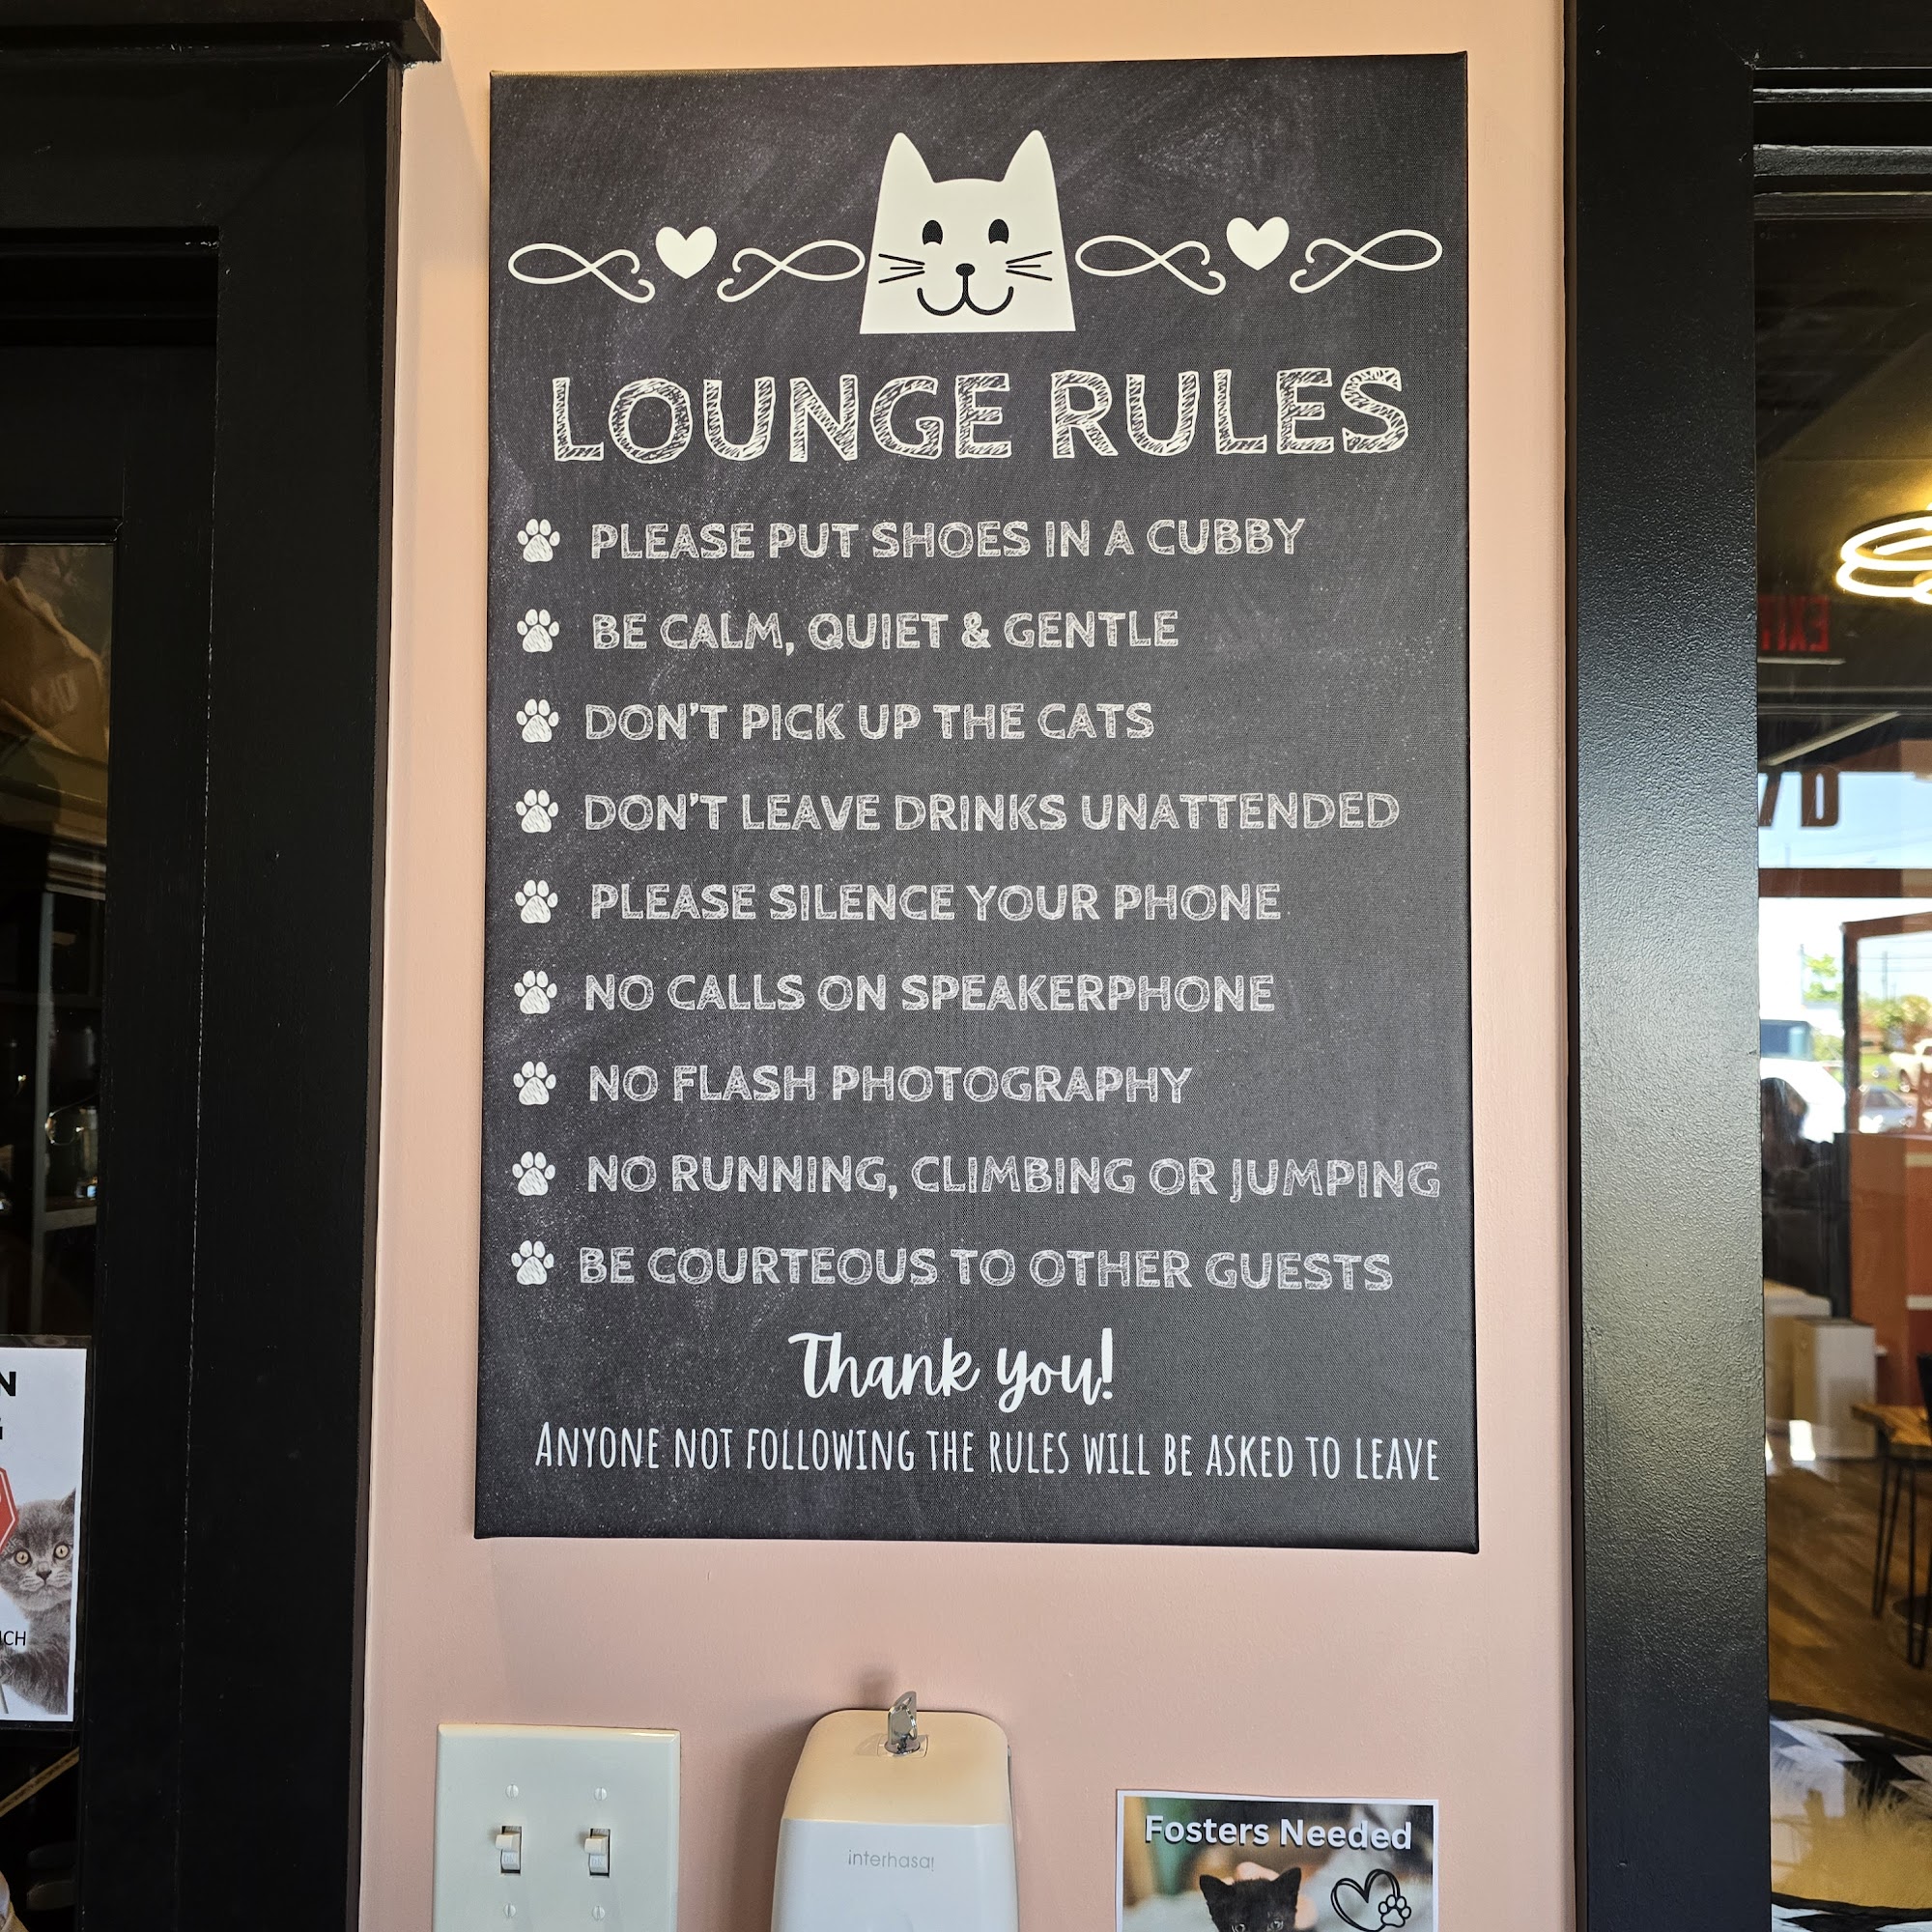 LOUNGE RULES
PLEASE PUT SHOES IN A CUBBY
BE CALM, QUIET & GENTLE
DON'T PICK UP THE CATS
DON'T LEAVE DRINKS UNATTENDED
PLEASE SILENCE YOUR PHONE
NO CALLS ON SPEAKERPHONE
NO FLASH PHOTOGRAPHY
NO RUNNING, CLIMBING OR JUMPING
BE COURTEOUS TO OTHER GUESTS
Thank you!
ANYONE NOT FOLLOWING THE RULES WILL BE ASKED TO LEAVE
interhasa!
Fosters Needed
EXIT